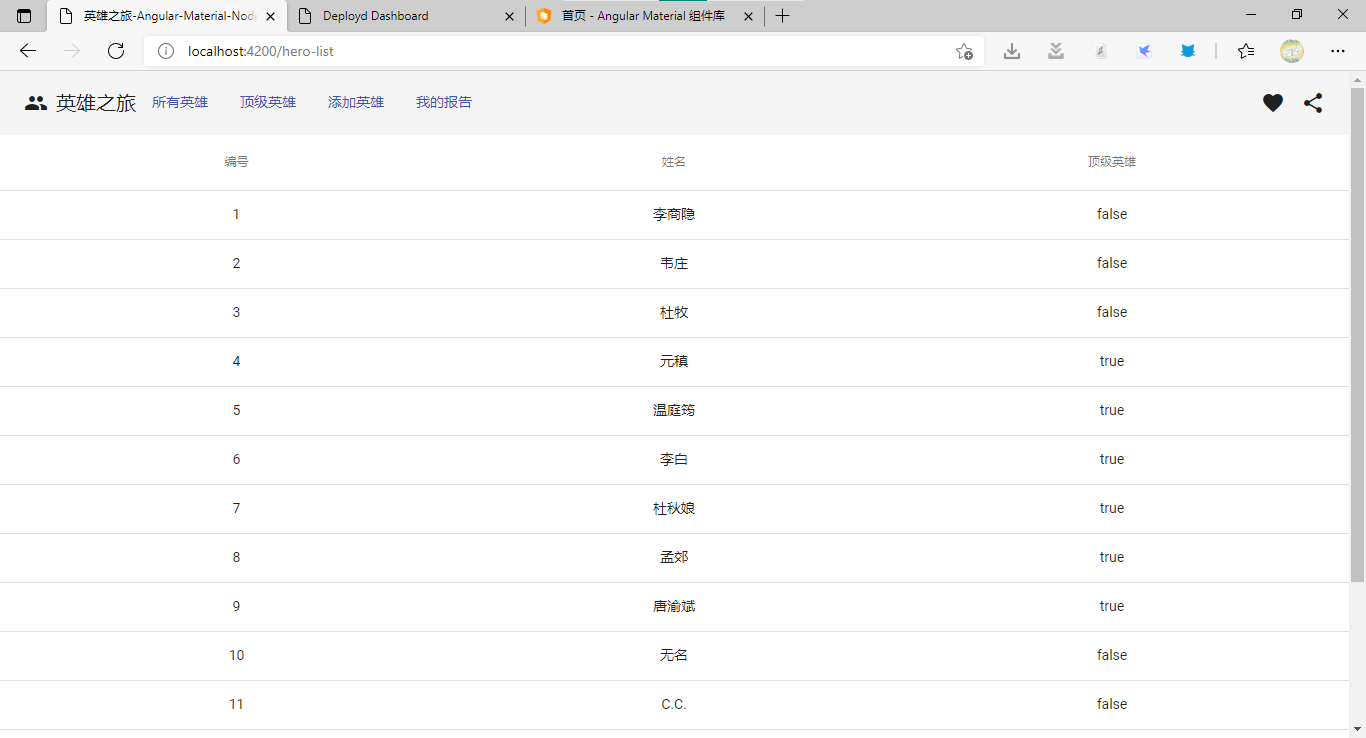 英雄之旅-Angular-Material-Node Deployd Dashboard 首页 - Angular Material 组件库
localhost:4200/hero-list
英雄之旅 所有英雄 顶级英雄 添加英雄 我的报告
编号 姓名 顶级英雄
1 李商隐 false
2 韦庄 false
3 杜牧 false
4 元稹 true
5 温庭筠 true
6 李白 true
7 杜秋娘 true
8 孟郊 true
9 唐渝斌 true
10 无名 false
11 C.C. false